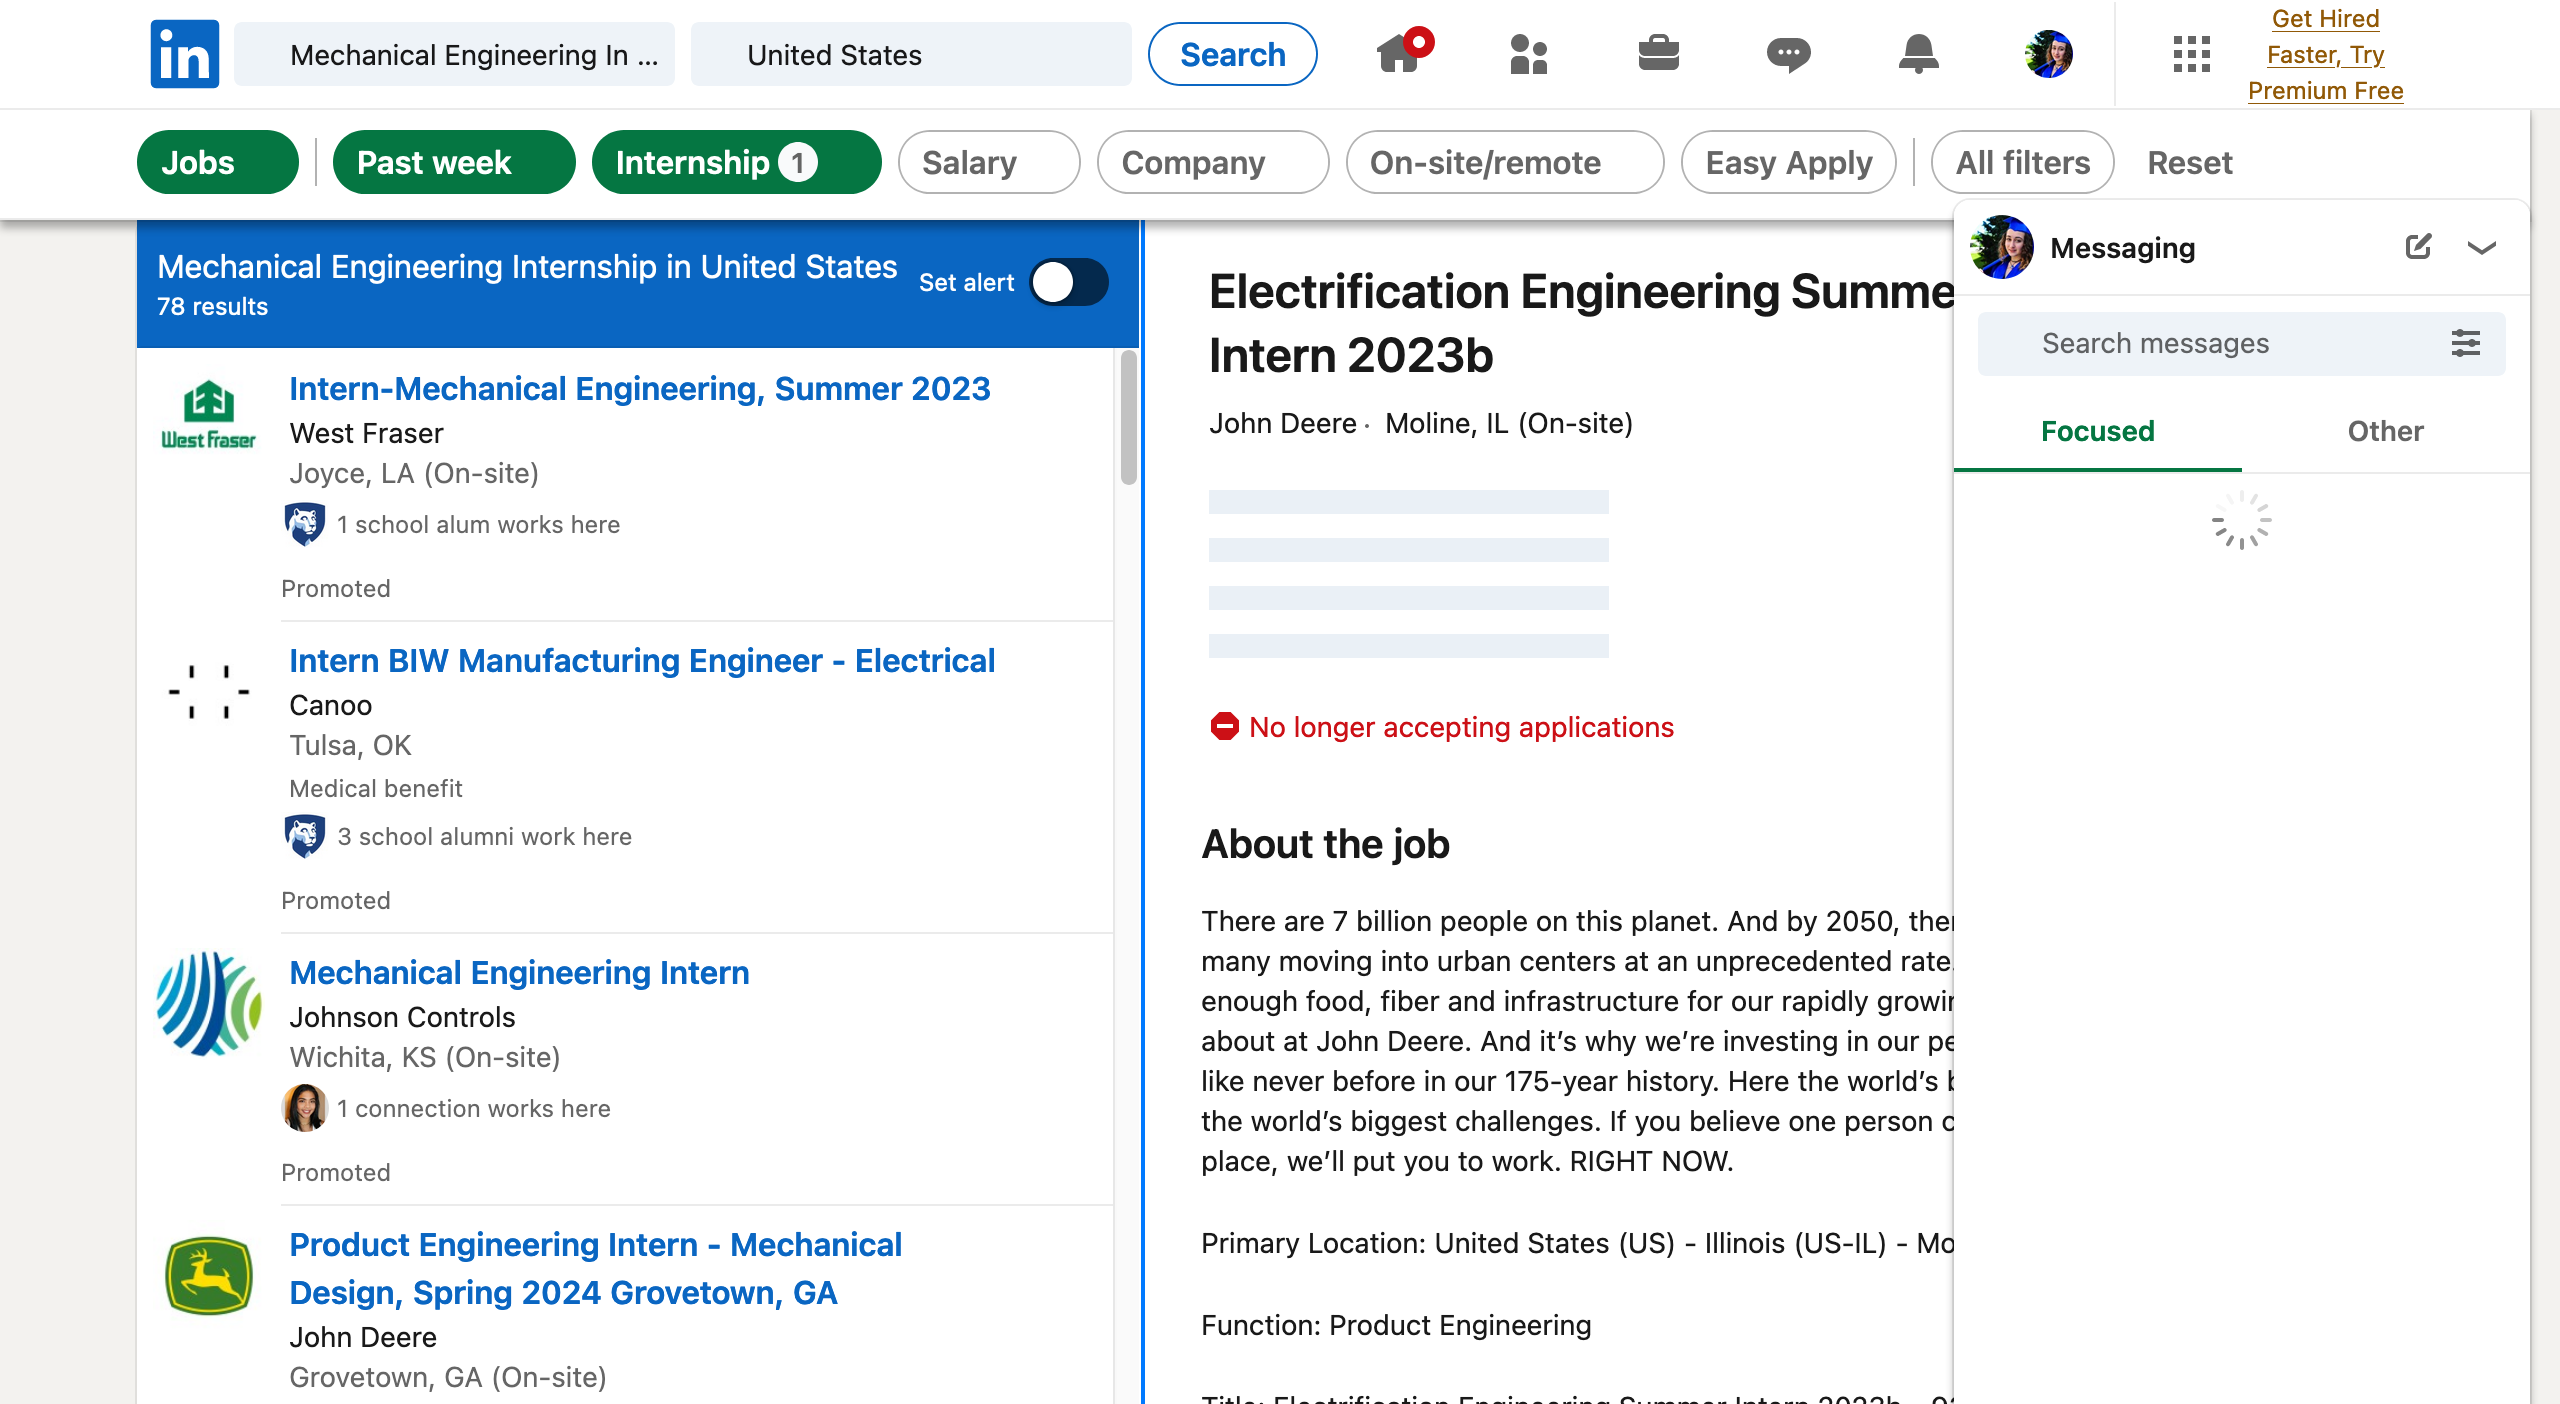 in
Mechanical Engineering In ...
United States
Search
Get Hired
Faster, Try
Premium Free
Jobs
Past week
Internship 1
Salary
Company
On-site/remote
Easy Apply
All filters
Reset
Mechanical Engineering Internship in United States
78 results
Set alert
West Fraser
Intern-Mechanical Engineering, Summer 2023
West Fraser
Joyce, LA (On-site)
1 school alum works here
Promoted
Intern BIW Manufacturing Engineer - Electrical
Canoo
Tulsa, OK
Medical benefit
3 school alumni work here
Promoted
Mechanical Engineering Intern
Johnson Controls
Wichita, KS (On-site)
1 connection works here
Promoted
Product Engineering Intern - Mechanical
Design, Spring 2024 Grovetown, GA
John Deere
Grovetown, GA (On-site)
Electrification Engineering Summe
Intern 2023b
John Deere · Moline, IL (On-site)
No longer accepting applications
About the job
There are 7 billion people on this planet. And by 2050,
many moving into urban centers at an unprecedented rate.
enough food, fiber and infrastructure for our rapidly
about at John Deere. And it's why we're investing in our
like never before in our 175-year history. Here the world's
the world's biggest challenges. If you believe one person
place, we'll put you to work. RIGHT NOW.
Primary Location: United States (US) - Illinois (US-IL) - Mo
Function: Product Engineering
Title: Electrification Engineering Summer Intern 2023b -
Messaging
Search messages
Focused
Other